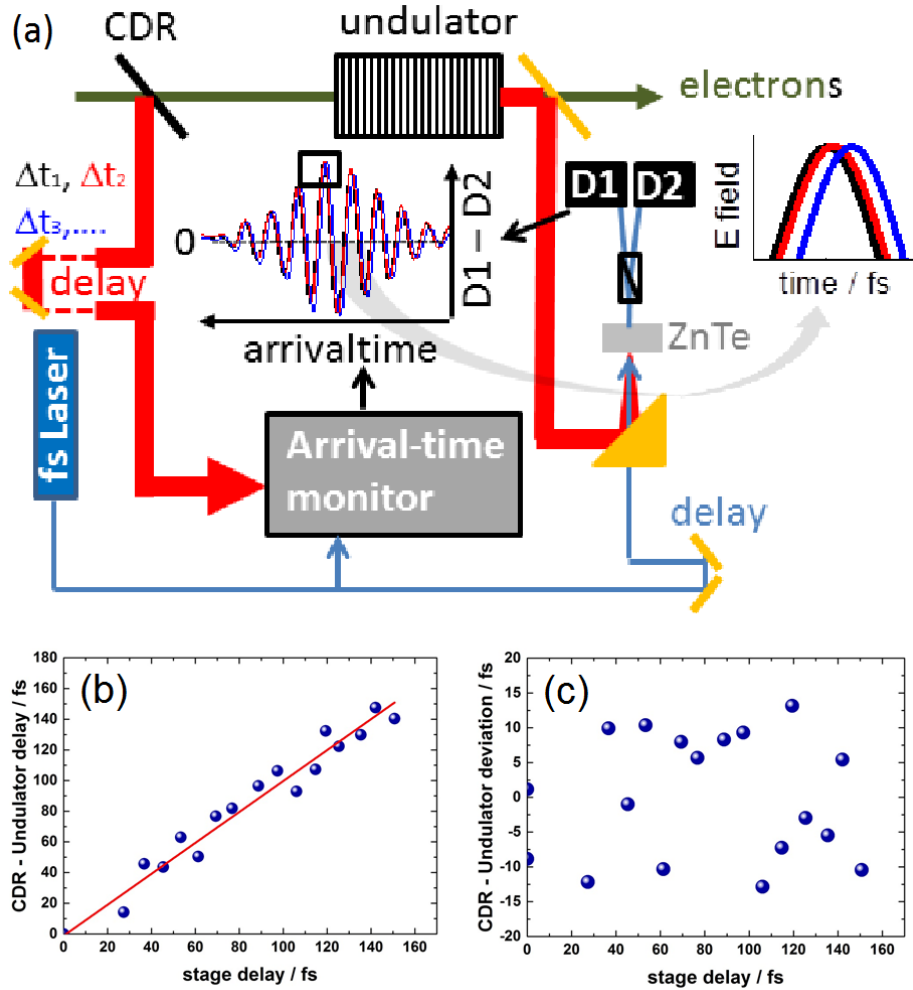 (a)
CDR
undulator
electrons
Δt₁, Δt₂
Δt₃,....
delay
0
D1 – D2
arrivaltime
D1 D2
E field
time / fs
ZnTe
fs Laser
Arrival-time
monitor
delay
(b)
CDR - Undulator delay / fs
180
160
140
120
100
80
60
40
20
0
0 20 40 60 80 100 120 140 160
stage delay / fs
(c)
CDR - Undulator deviation / fs
20
15
10
5
0
-5
-10
-15
-20
0 20 40 60 80 100 120 140 160
stage delay / fs